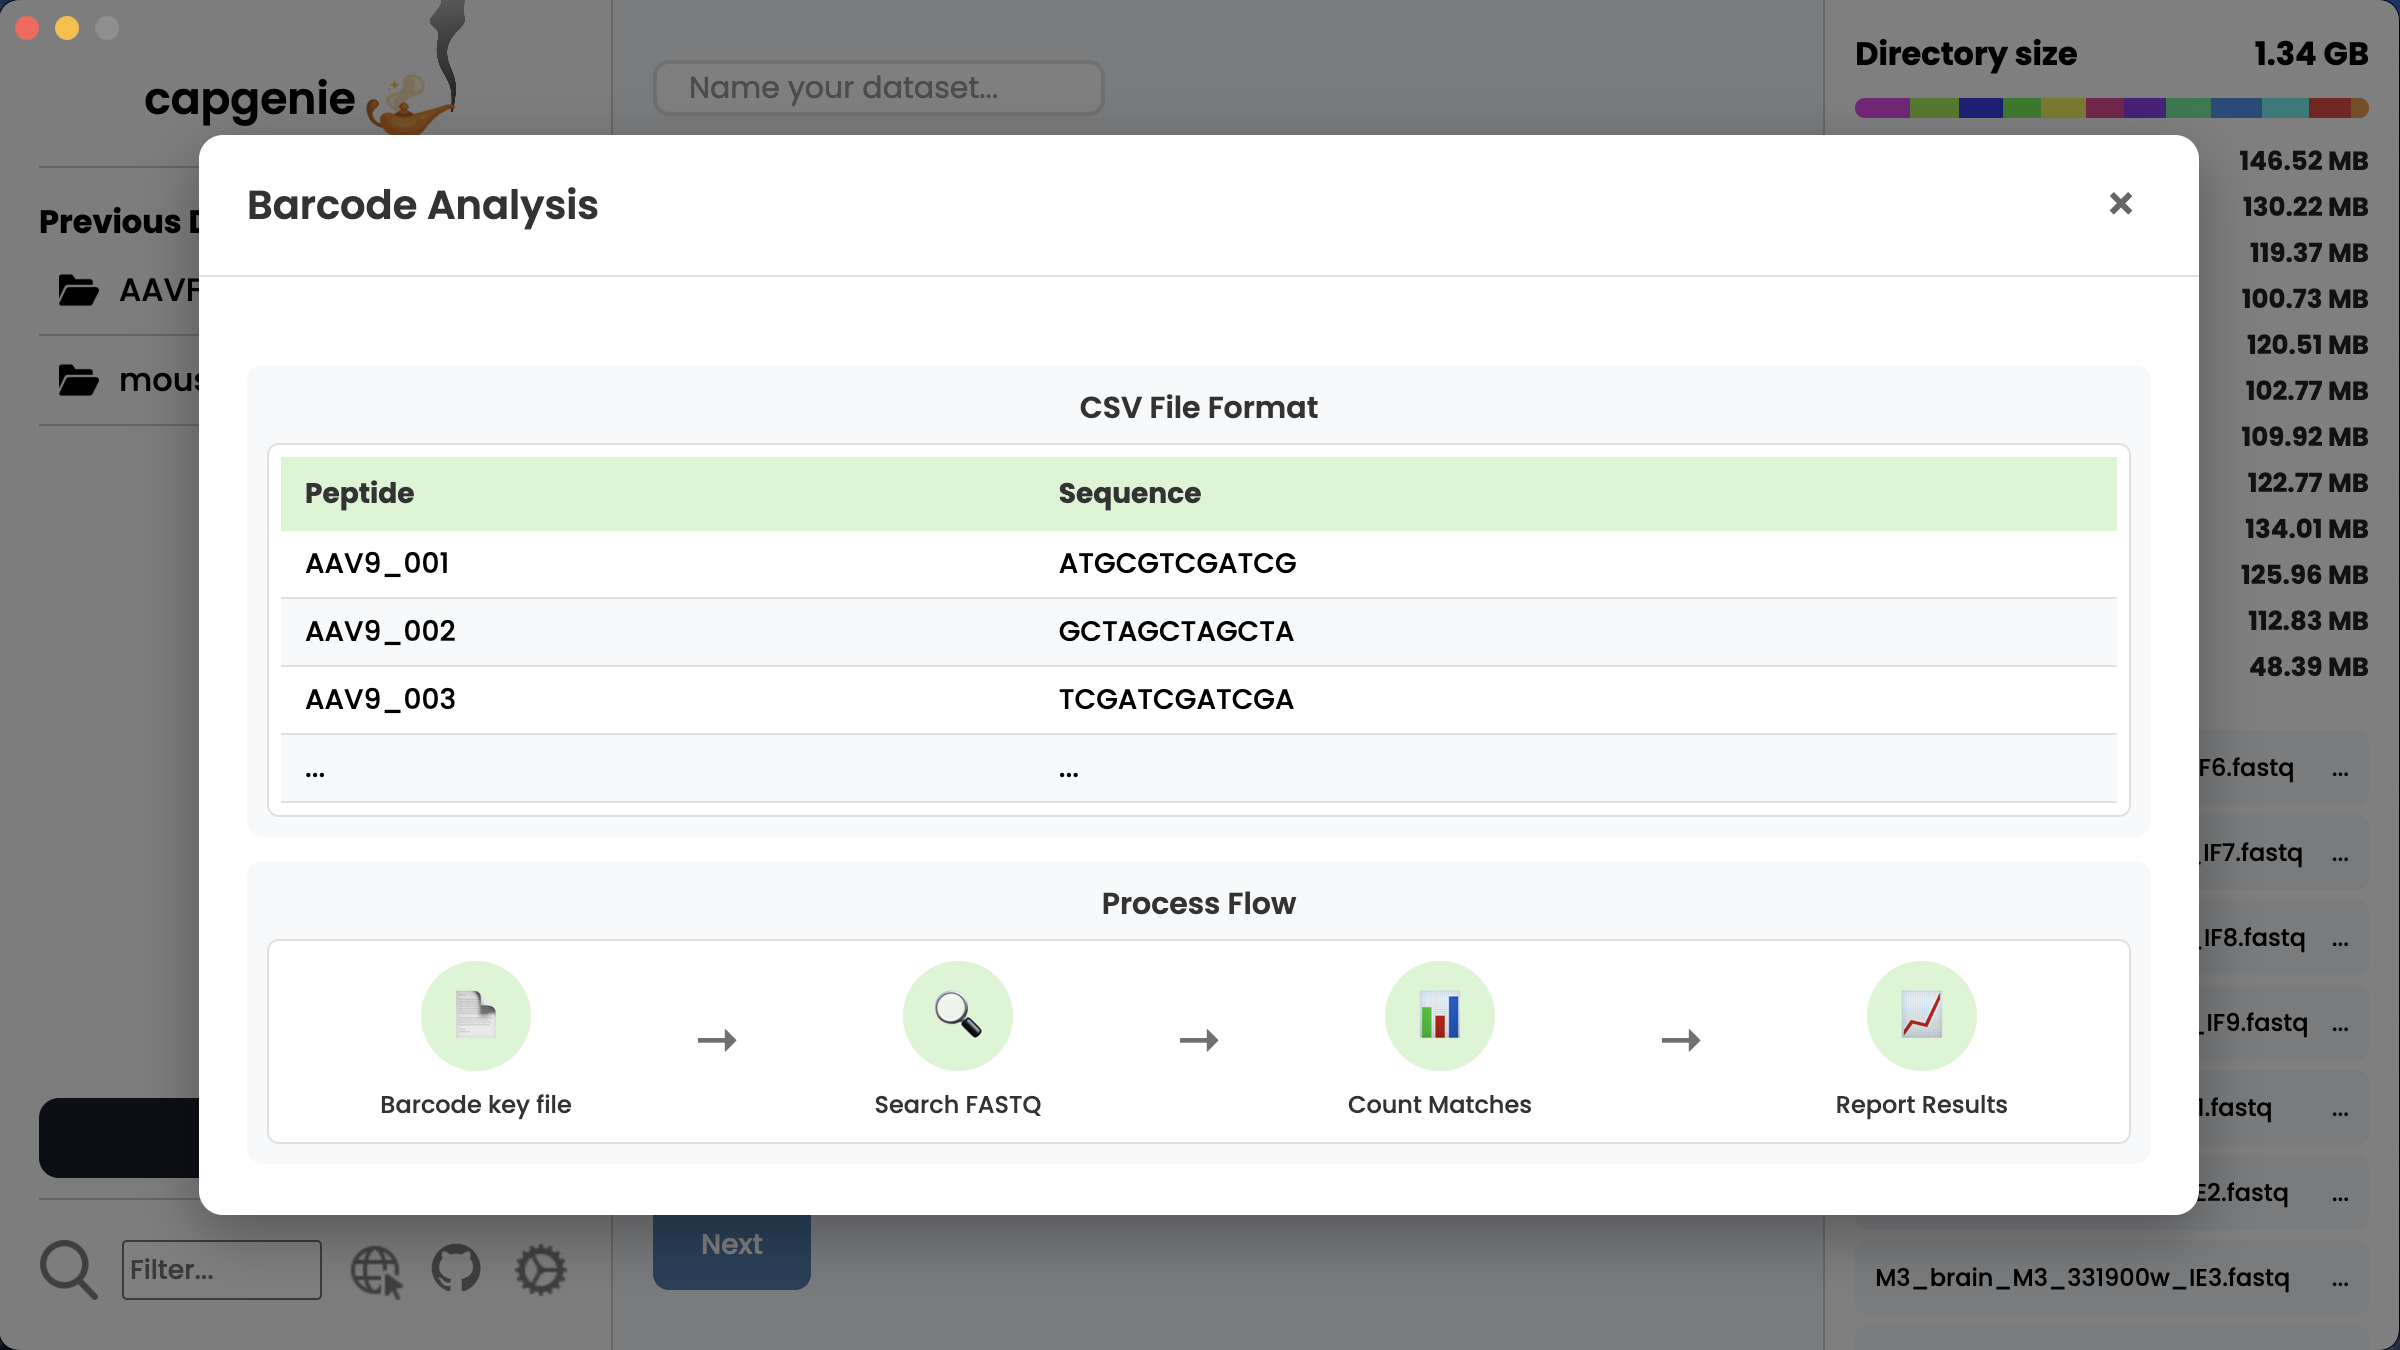 capgenie
Name your dataset...
Directory size 1.34 GB
Previous
AAVF
mous
Filter...
Barcode Analysis
CSV File Format
Peptide Sequence
AAV9_001 ATGCGTCGATCG
AAV9_002 GCTAGCTAGCTA
AAV9_003 TCGATCGATCGA
... ...
Process Flow
Barcode key file → Search FASTQ → Count Matches → Report Results
Next
146.52 MB
130.22 MB
119.37 MB
100.73 MB
120.51 MB
102.77 MB
109.92 MB
122.77 MB
134.01 MB
125.96 MB
112.83 MB
48.39 MB
F6.fastq ...
_IF7.fastq ...
_IF8.fastq ...
_IF9.fastq ...
.fastq ...
E2.fastq ...
M3_brain_M3_331900w_IE3.fastq ...